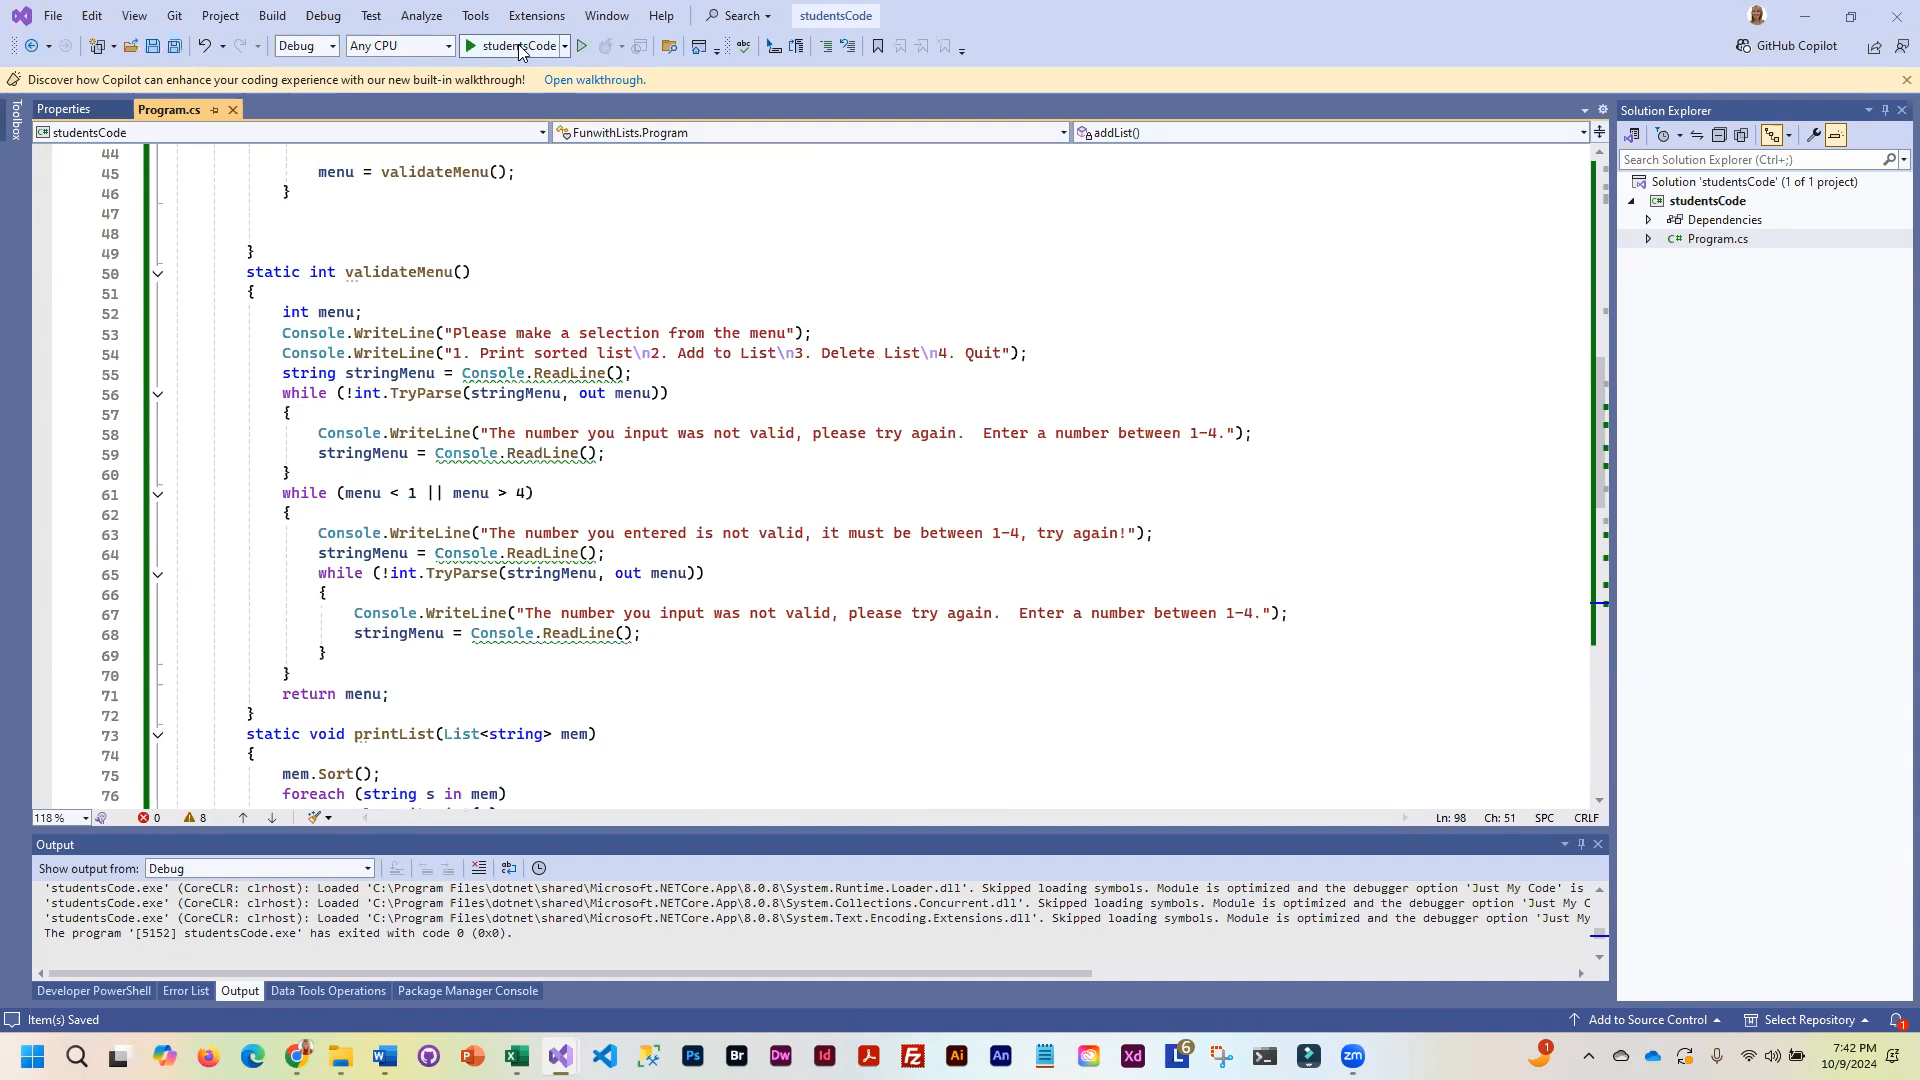 File Edit View Git Project Build Debug Test Analyze Tools Extensions Window Help Search studentsCode
Debug Any CPU studentsCode GitHub Copilot
Discover how Copilot can enhance your coding experience with our new built-in walkthrough! Open walkthrough.
Toolbox
Properties Program.cs
studentsCode FunwithLists.Program addList()
44
45 menu = validateMenu();
46 }
47
48
49 }
50 static int validateMenu()
51 {
52 int menu;
53 Console.WriteLine("Please make a selection from the menu");
54 Console.WriteLine("1. Print sorted list\n2. Add to List\n3. Delete List\n4. Quit");
55 string stringMenu = Console.ReadLine();
56 while (!int.TryParse(stringMenu, out menu))
57 {
58 Console.WriteLine("The number you input was not valid, please try again.  Enter a number between 1-4.");
59 stringMenu = Console.ReadLine();
60 }
61 while (menu < 1 || menu > 4)
62 {
63 Console.WriteLine("The number you entered is not valid, it must be between 1-4, try again!");
64 stringMenu = Console.ReadLine();
65 while (!int.TryParse(stringMenu, out menu))
66 {
67 Console.WriteLine("The number you input was not valid, please try again.  Enter a number between 1-4.");
68 stringMenu = Console.ReadLine();
69 }
70 }
71 return menu;
72 }
73 static void printList(List<string> mem)
74 {
75 mem.Sort();
76 foreach (string s in mem)
118 % 0 8 Ln: 98 Ch: 51 SPC CRLF
Output
Show output from: Debug
'studentsCode.exe' (CoreCLR: clrhost): Loaded 'C:\Program Files\dotnet\shared\Microsoft.NETCore.App\8.0.8\System.Runtime.Loader.dll'. Skipped loading symbols. Module is optimized and the debugger option 'Just My Code' is
'studentsCode.exe' (CoreCLR: clrhost): Loaded 'C:\Program Files\dotnet\shared\Microsoft.NETCore.App\8.0.8\System.Collections.Concurrent.dll'. Skipped loading symbols. Module is optimized and the debugger option 'Just My C
'studentsCode.exe' (CoreCLR: clrhost): Loaded 'C:\Program Files\dotnet\shared\Microsoft.NETCore.App\8.0.8\System.Text.Encoding.Extensions.dll'. Skipped loading symbols. Module is optimized and the debugger option 'Just My
The program '[5152] studentsCode.exe' has exited with code 0 (0x0).
Developer PowerShell Error List Output Data Tools Operations Package Manager Console
Item(s) Saved Add to Source Control Select Repository 1
Solution Explorer
Search Solution Explorer (Ctrl+;)
Solution 'studentsCode' (1 of 1 project)
studentsCode
Dependencies
C# Program.cs
Ps Br Dw Id Fz Ai An Xd L 6 zm 1
7:42 PM
10/9/2024